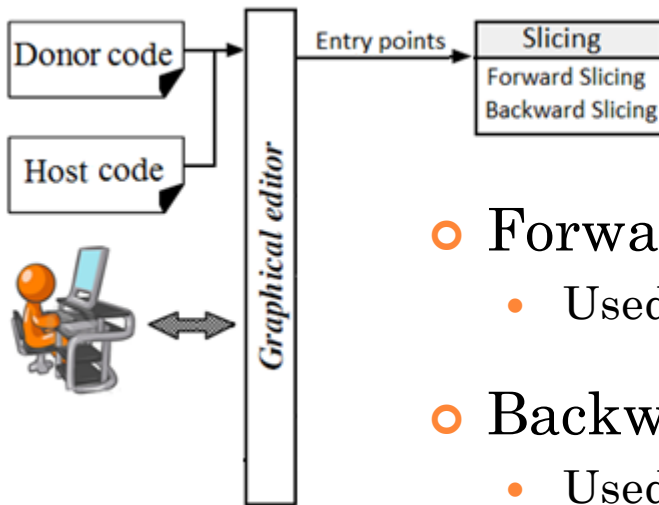 Donor code
Host code
Graphical editor
Entry points
Slicing
Forward Slicing
Backward Slicing
Forwa
Used
Backw
Used